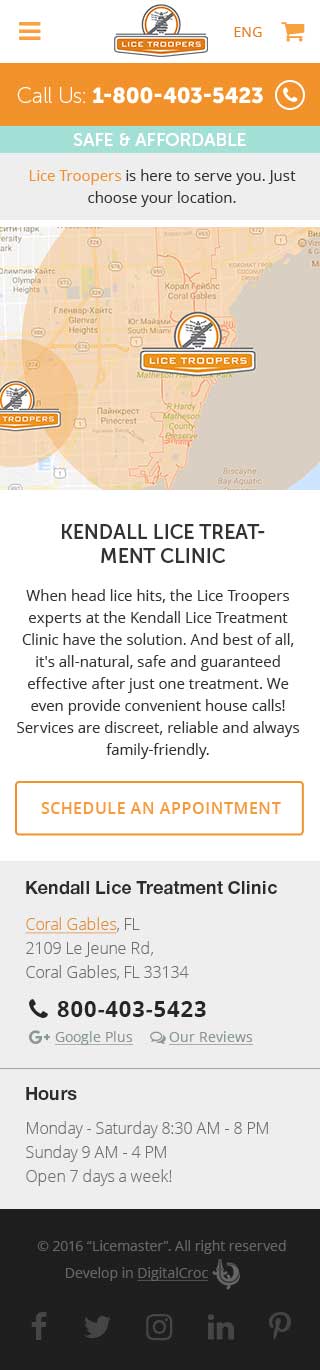 LICE TROOPERS
ENG
Call Us: 1-800-403-5423
SAFE & AFFORDABLE
Lice Troopers is here to serve you. Just
choose your location.
Олимпия-Хайтс
Olympia
Heights
Гленвар-Хайтс
Glenvar
Heights
Корал Гейблс
Coral Gables
Юг Майами
South Miami
LICE TROOPERS
TROOPERS
Пайнкрест
Pinecrest
R. Hardy
Matheson
County
Preserve
Biscayne
Bay Aquatic
KENDALL LICE TREAT-
MENT CLINIC
When head lice hits, the Lice Troopers
experts at the Kendall Lice Treatment
Clinic have the solution. And best of all,
it's all-natural, safe and guaranteed
effective after just one treatment. We
even provide convenient house calls!
Services are discreet, reliable and always
family-friendly.
SCHEDULE AN APPOINTMENT
Kendall Lice Treatment Clinic
Coral Gables, FL
2109 Le Jeune Rd,
Coral Gables, FL 33134
800-403-5423
Google Plus Our Reviews
Hours
Monday - Saturday 8:30 AM - 8 PM
Sunday 9 AM - 4 PM
Open 7 days a week!
© 2016 “Licemaster”. All right reserved
Develop in DigitalCroc